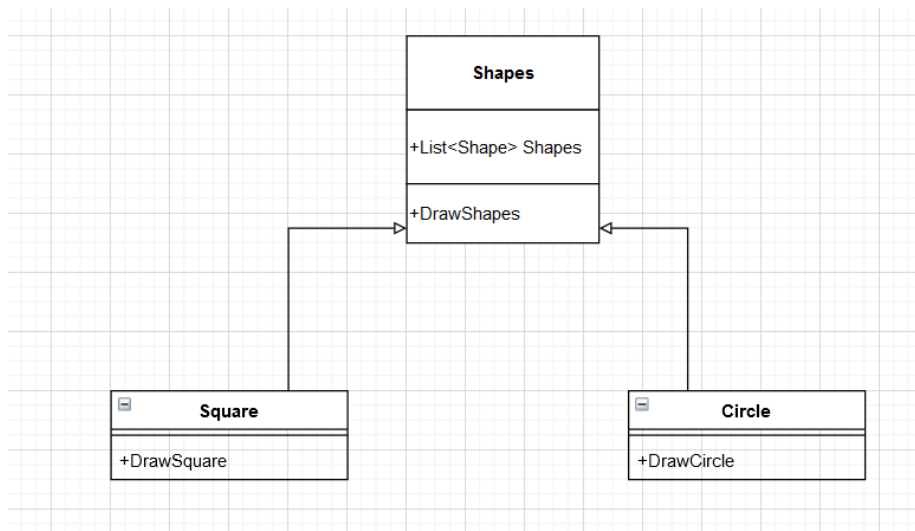 Shapes
+List<Shape> Shapes
+DrawShapes
Square
+DrawSquare
Circle
+DrawCircle